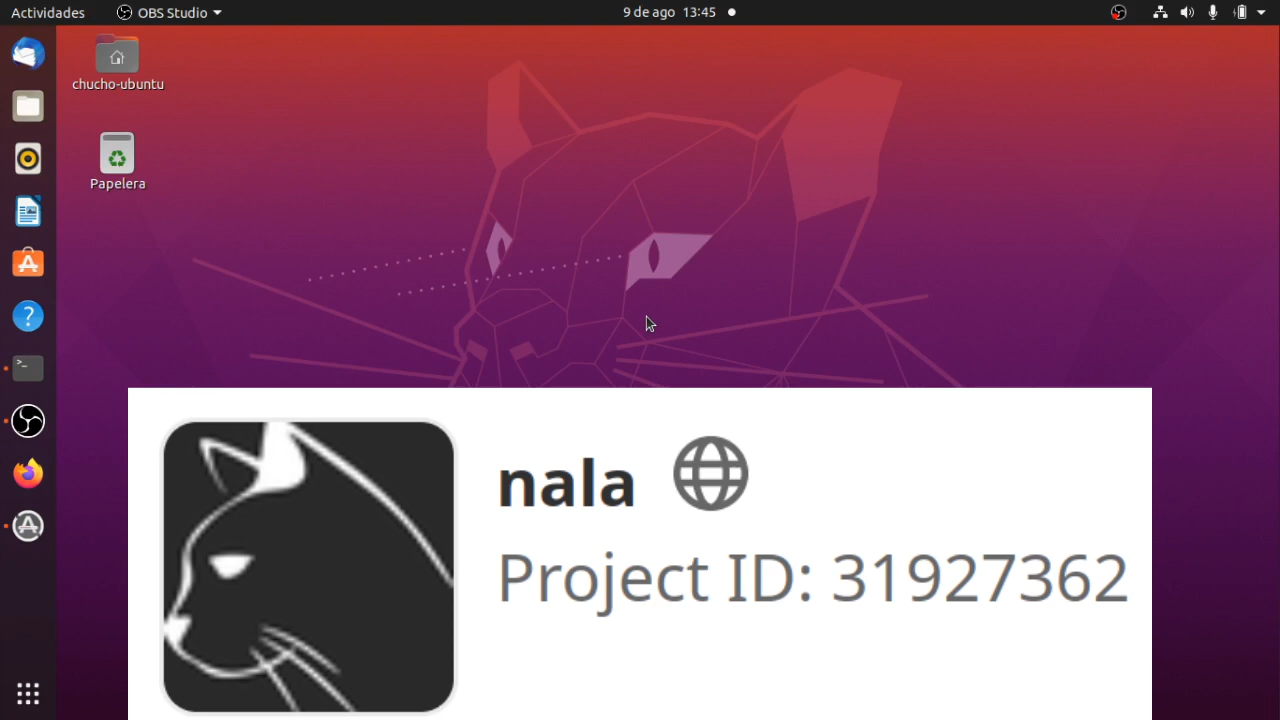 Actividades
OBS Studio
9 de ago 13:45
chucho-ubuntu
Papelera
nala
Project ID: 31927362